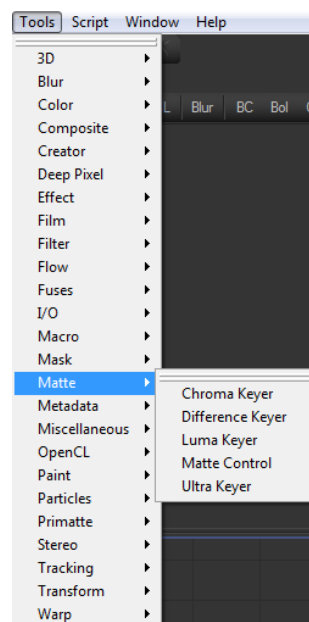 Tools Script Window Help
L Blur BC Bol
3D
Blur
Color
Composite
Creator
Deep Pixel
Effect
Film
Filter
Flow
Fuses
I/O
Macro
Mask
Matte
Chroma Keyer
Difference Keyer
Luma Keyer
Matte Control
Ultra Keyer
Metadata
Miscellaneous
OpenCL
Paint
Particles
Primatte
Stereo
Tracking
Transform
Warp